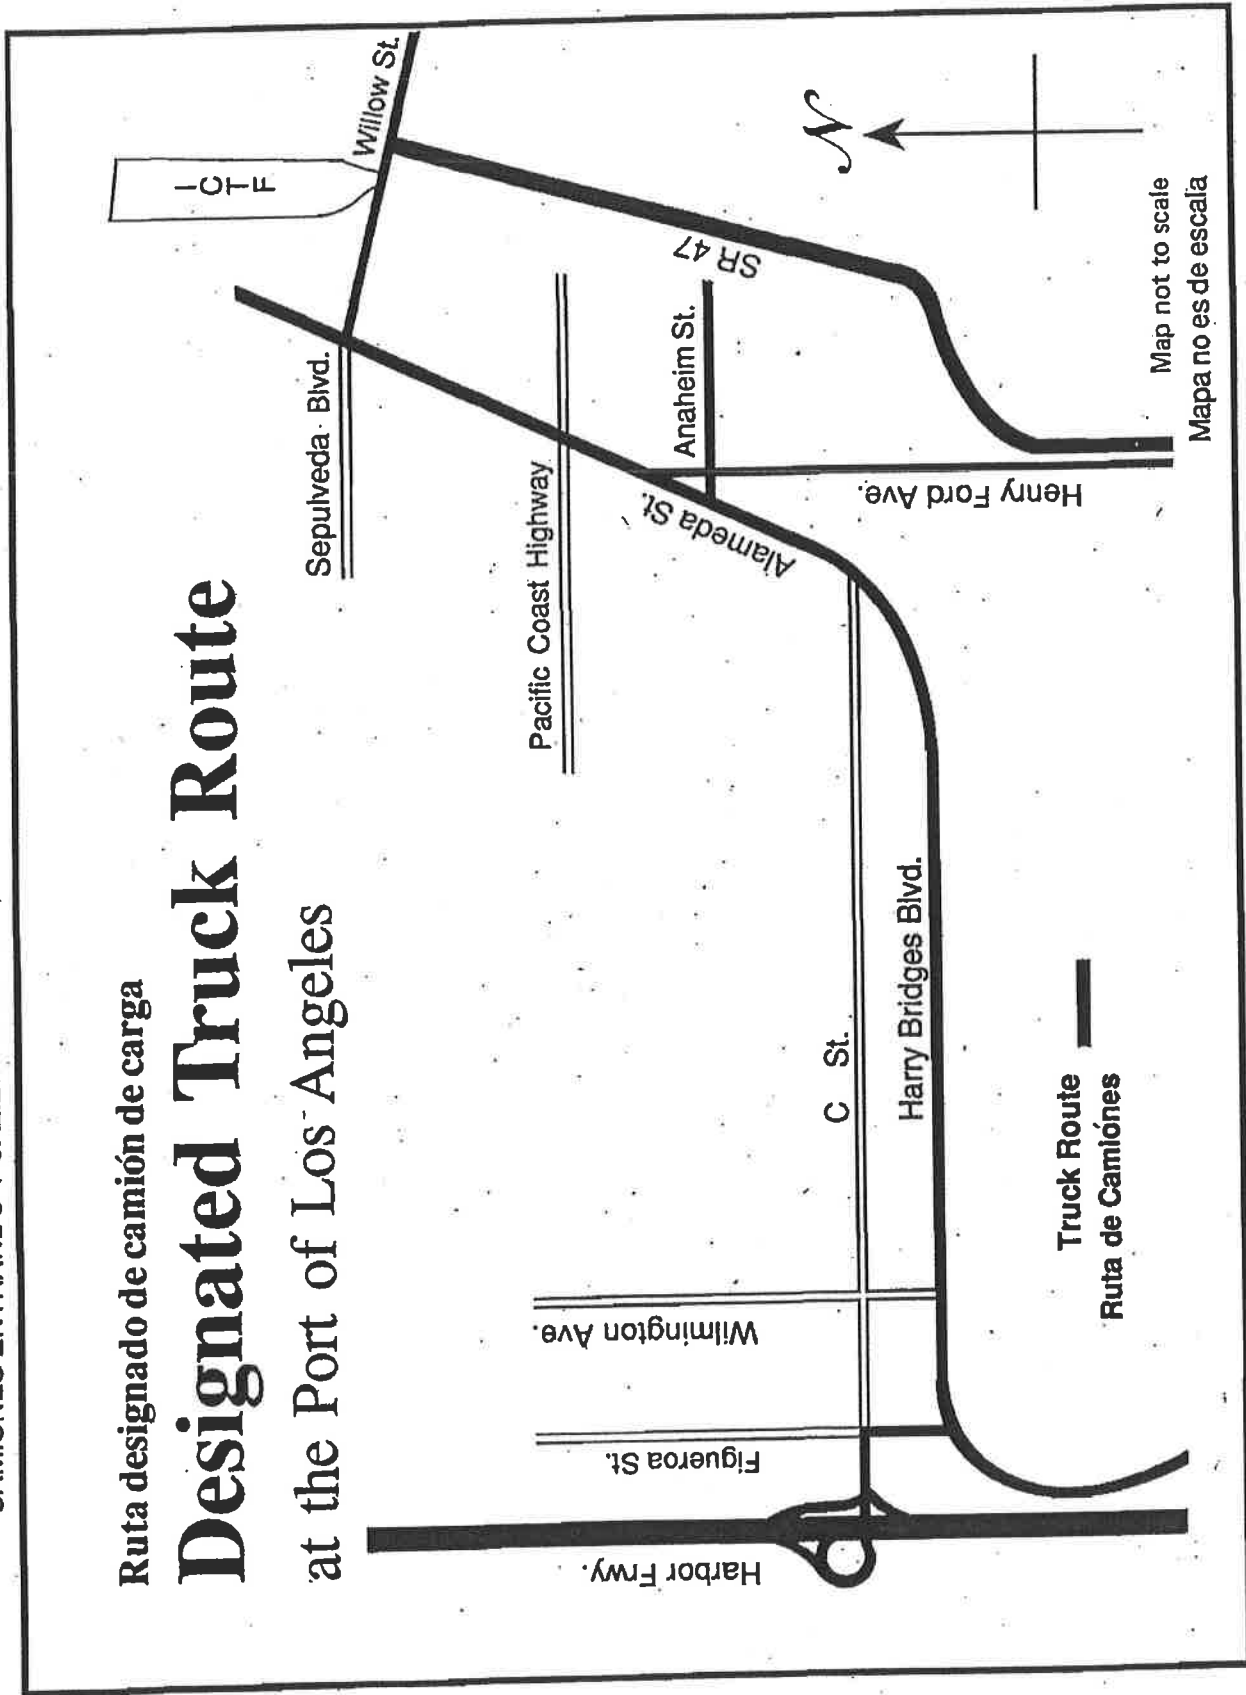 Ruta designado de camión de carga
Designated Truck Route
at the Port of Los Angeles
I
C
T
F
Willow St.
Sepulveda Blvd.
Pacific Coast Highway
SR 47
Anaheim St.
Alameda St.
Henry Ford Ave.
N
C St.
Harry Bridges Blvd.
Wilmington Ave.
Figueroa St.
Harbor Frwy.
Truck Route
Ruta de Camiónes
Map not to scale
Mapa no es de escala